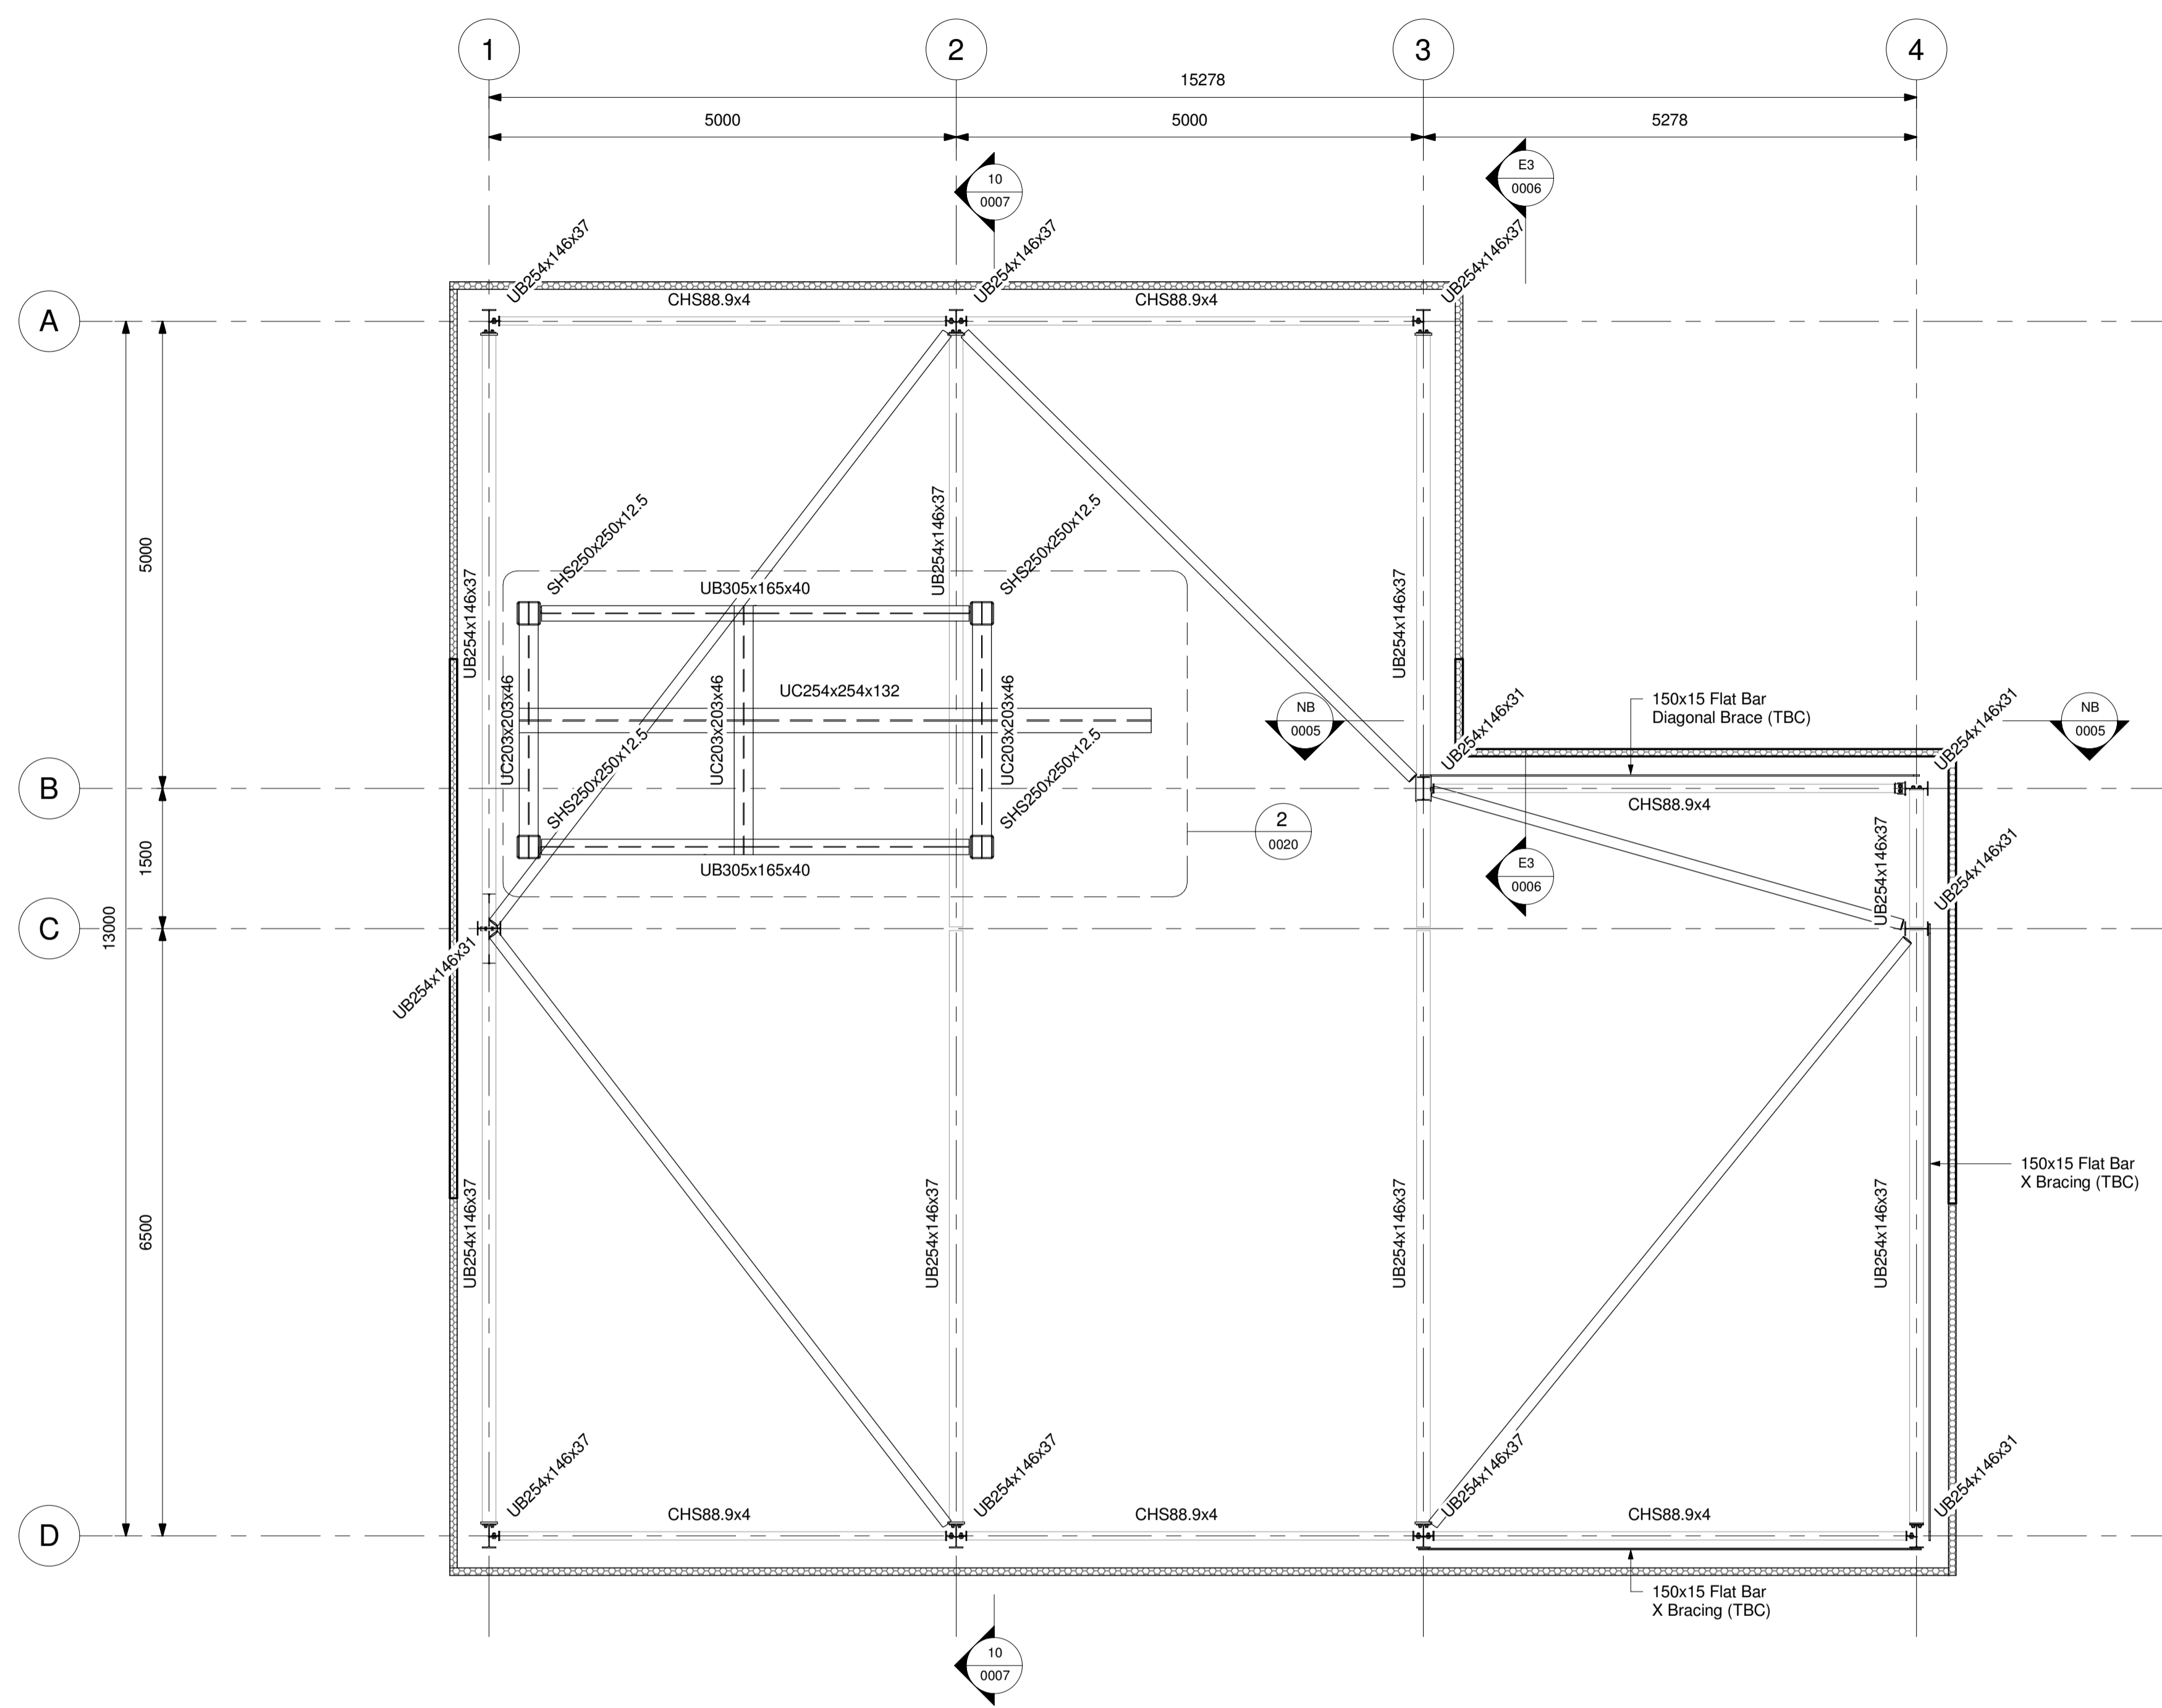 1
2
3
4
15278
5000
5000
5278
10
0007
E3
0006
UB254x146x37
UB254x146x37
UB254x146x37
A
CHS88.9x4
CHS88.9x4
5000
UB254x146x37
SHS250x250x12.5
UB254x146x37
SHS250x250x12.5
UB305x165x40
UB254x146x37
UC203x203x46
UC203x203x46
UC254x254x132
UC203x203x46
SHS250x250x12.5
SHS250x250x12.5
NB
0005
UB254x146x31
150x15 Flat Bar
Diagonal Brace (TBC)
UB254x146x31
NB
0005
B
CHS88.9x4
1500
UB305x165x40
2
0020
E3
0006
UB254x146x37
UB254x146x31
C
13000
UB254x146x31
6500
UB254x146x37
UB254x146x37
UB254x146x37
UB254x146x37
150x15 Flat Bar
X Bracing (TBC)
UB254x146x37
UB254x146x37
UB254x146x37
UB254x146x31
D
CHS88.9x4
CHS88.9x4
CHS88.9x4
150x15 Flat Bar
X Bracing (TBC)
10
0007